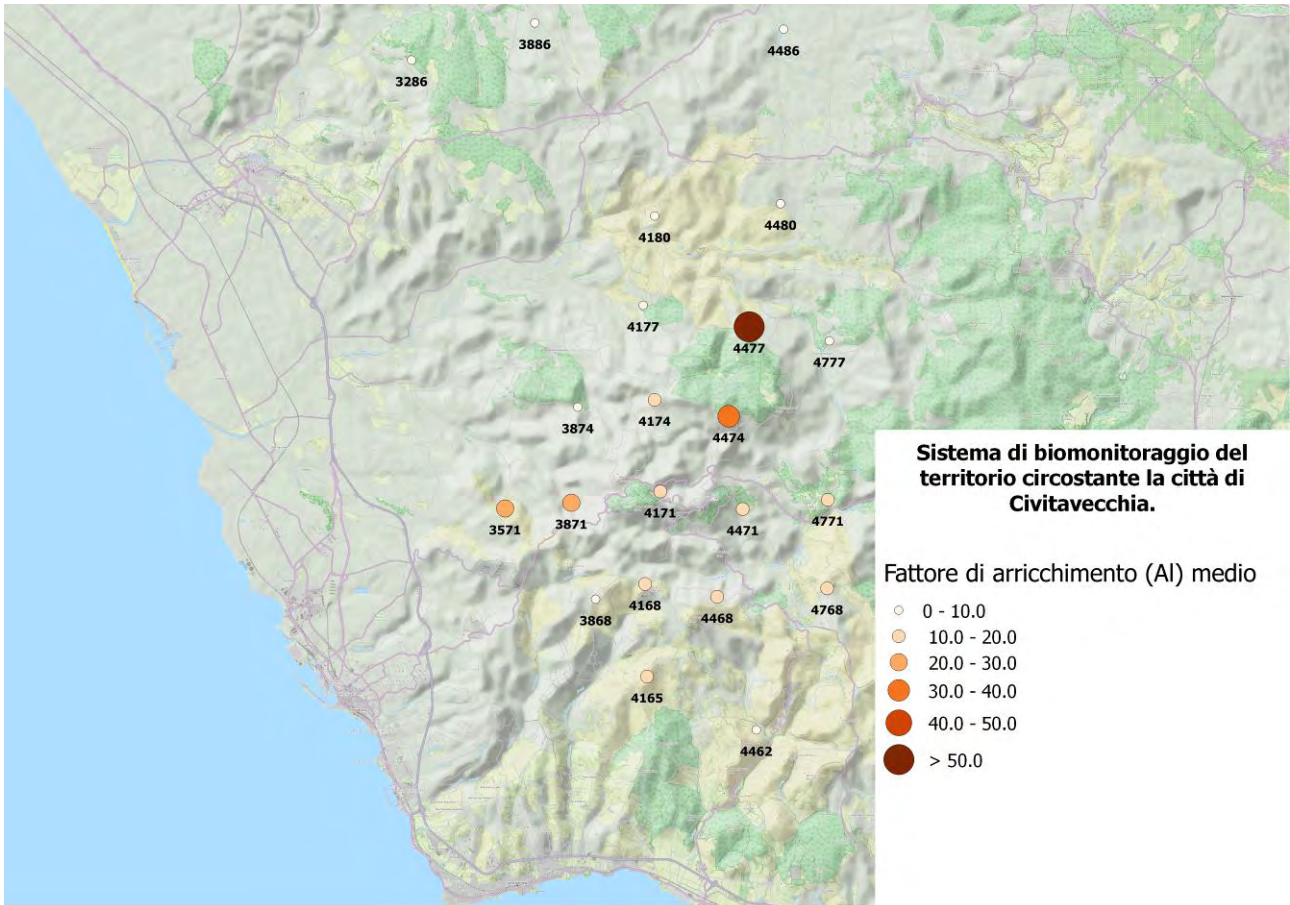 3886
4486
3286
4180
4480
4177
4477
4777
3874
4174
4474
3571
3871
4171
4471
4771
3868
4168
4468
4768
4165
4462
Sistema di biomonitoraggio del
territorio circostante la città di
Civitavecchia.
Fattore di arricchimento (Al) medio
0 - 10.0
10.0 - 20.0
20.0 - 30.0
30.0 - 40.0
40.0 - 50.0
> 50.0